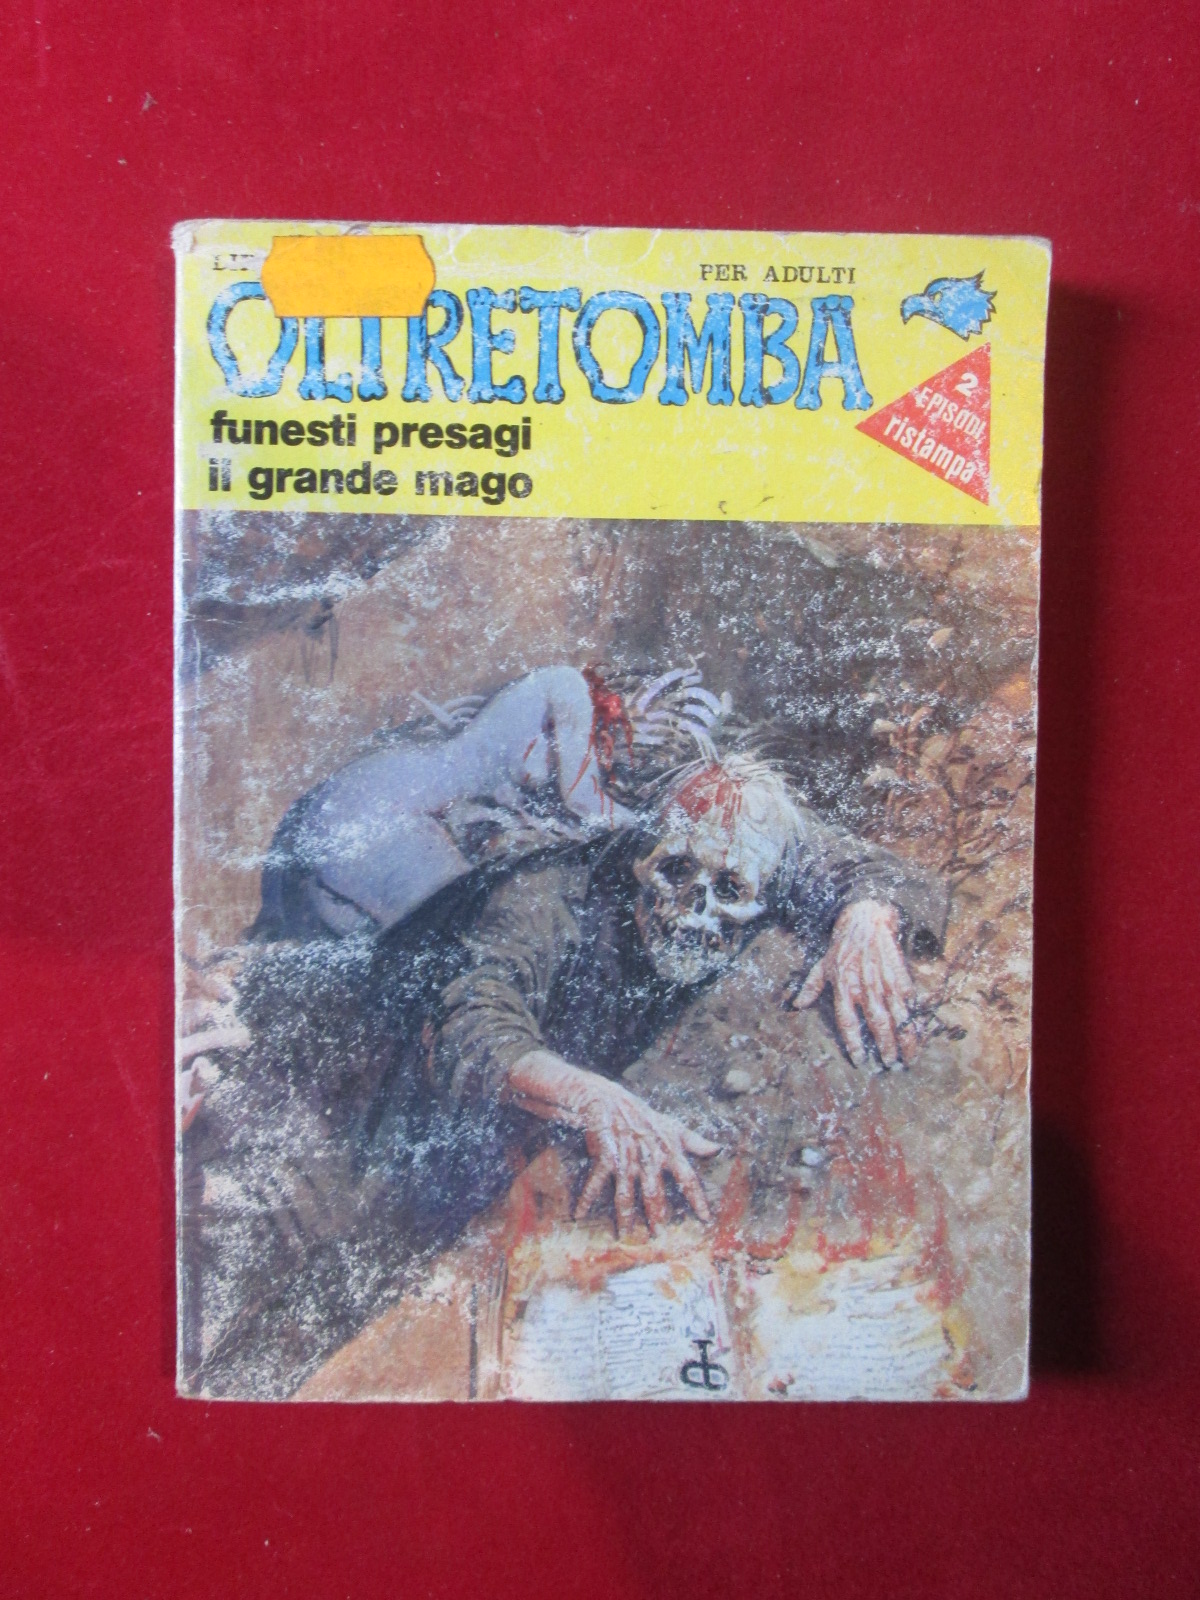 PER ADULTI
OLTRETOMBA
funesti presagi
il grande mago
2
EPISODI
ristampa